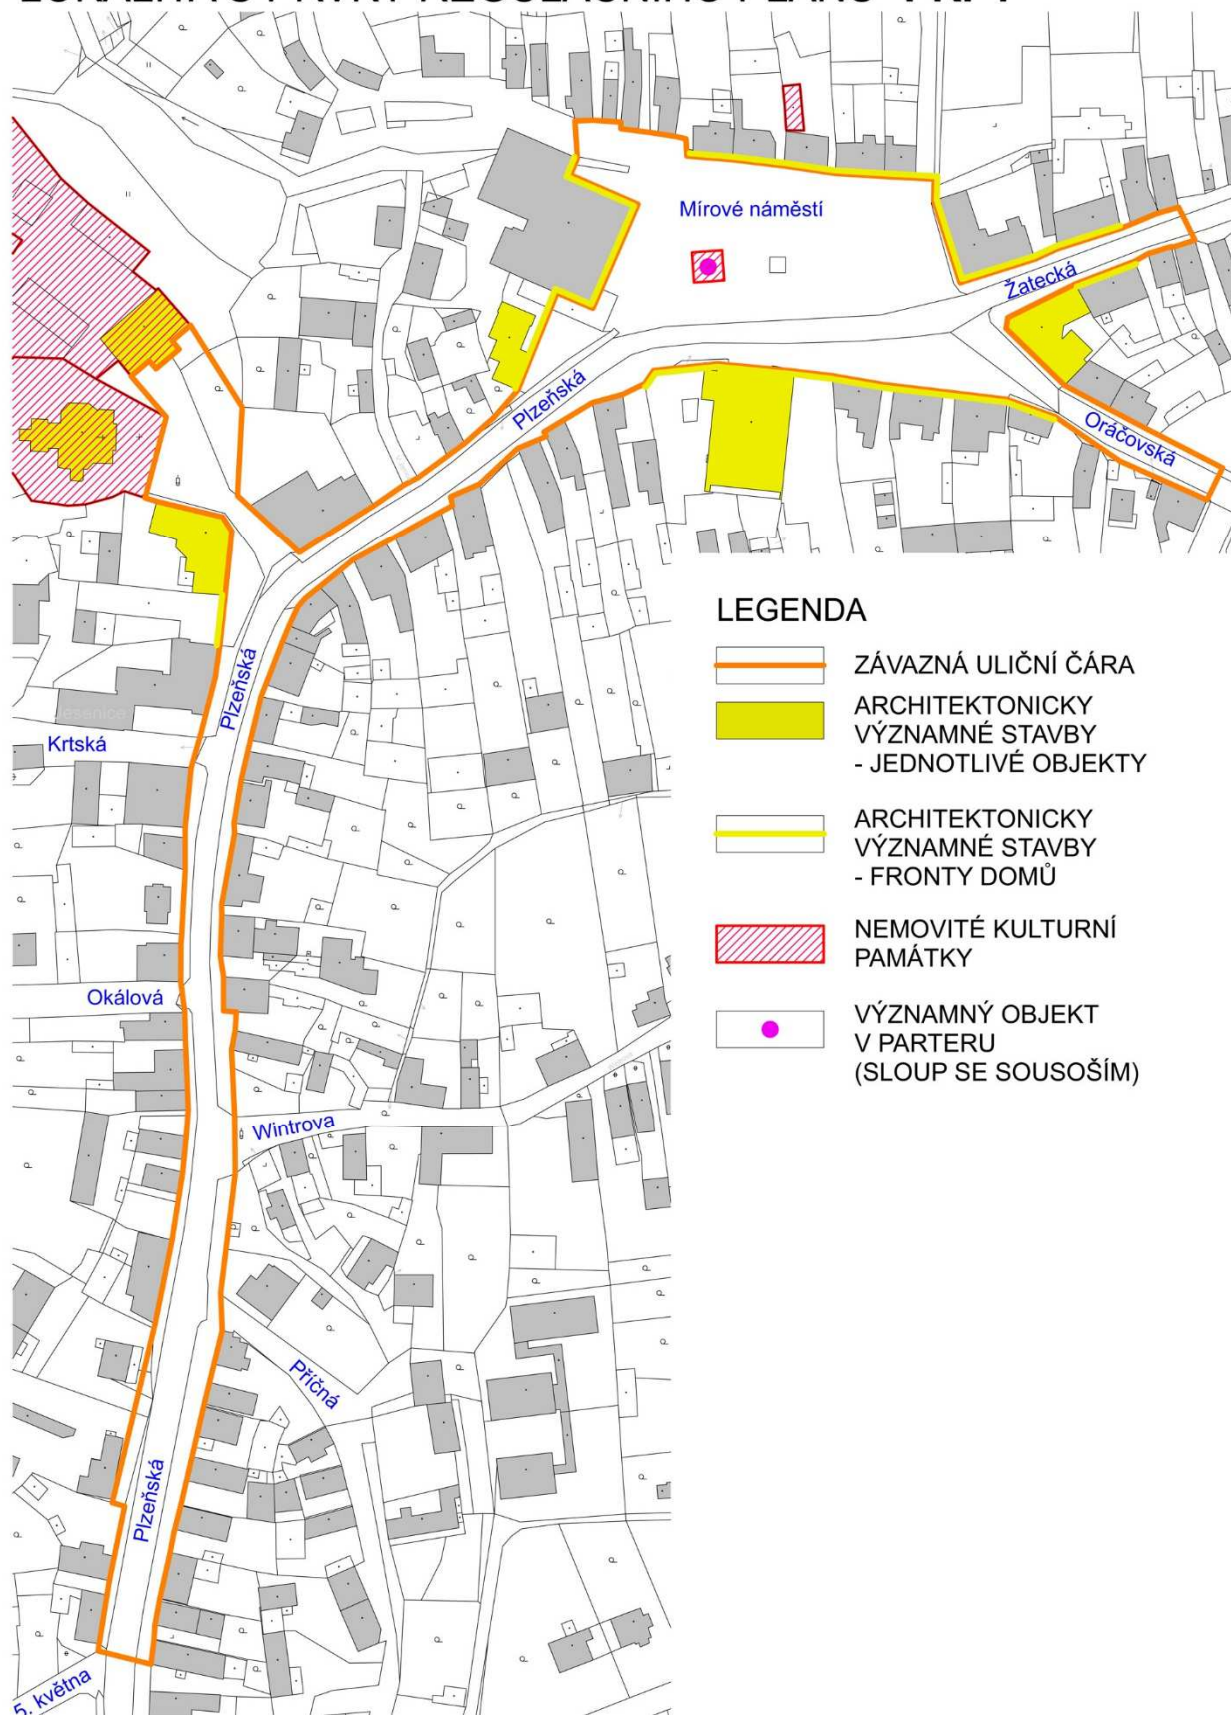 Mírové náměstí
Žatecká
Plzeňská
Oráčovská
LEGENDA
ZÁVAZNÁ ULIČNÍ ČÁRA
ARCHITEKTONICKY
VÝZNAMNÉ STAVBY
- JEDNOTLIVÉ OBJEKTY
ARCHITEKTONICKY
VÝZNAMNÉ STAVBY
- FRONTY DOMŮ
NEMOVITÉ KULTURNÍ
PAMÁTKY
VÝZNAMNÝ OBJEKT
V PARTERU
(SLOUP SE SOUSOŠÍM)
Plzeňská
Jesenice
Krtská
Okálová
Wintrova
Příčná
Plzeňská
5. května